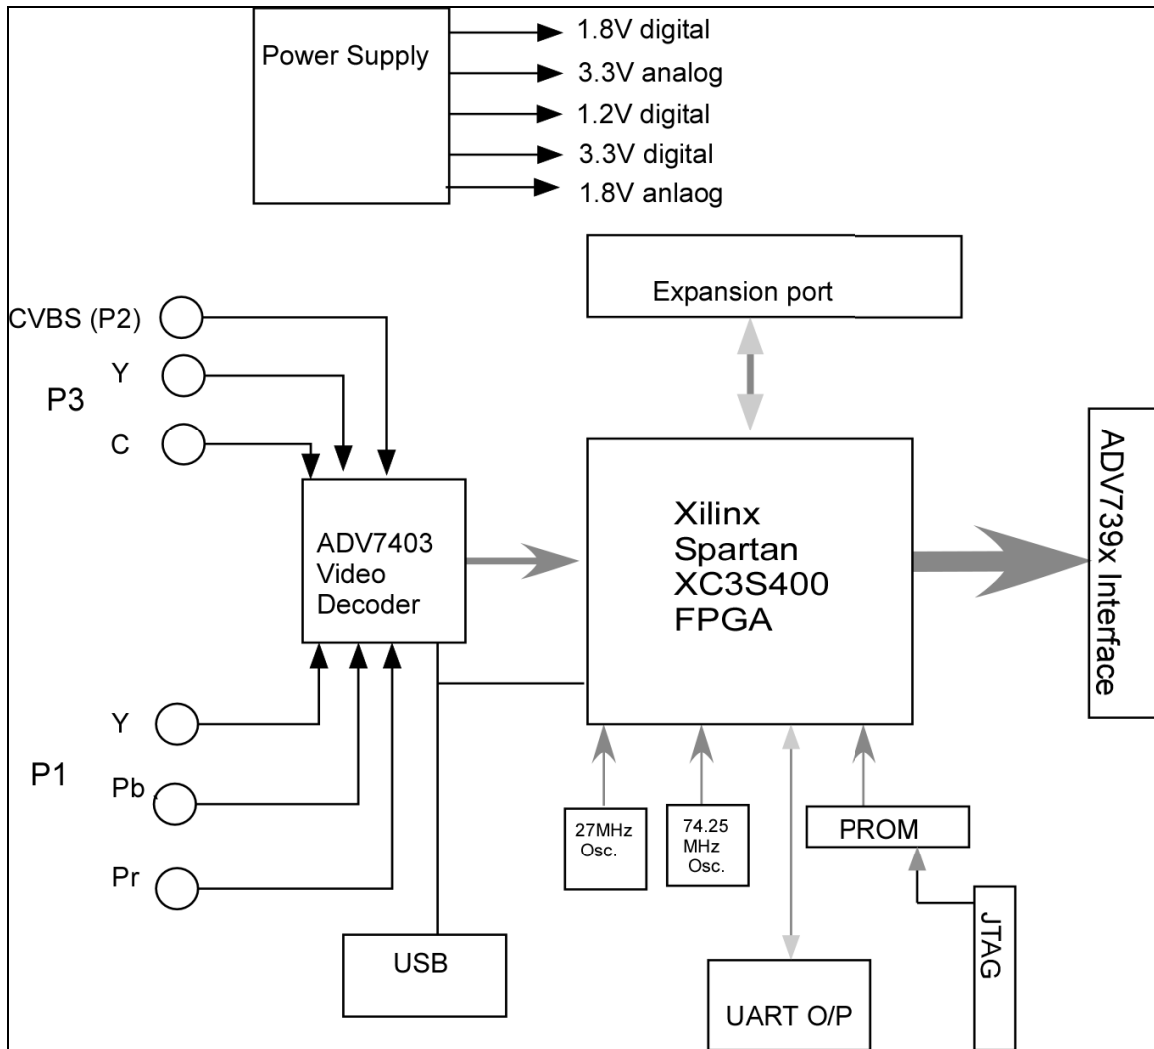 Power Supply
1.8V digital
3.3V analog
1.2V digital
3.3V digital
1.8V anlaog
Expansion port
CVBS (P2)
Y
P3
C
ADV7403
Video
Decoder
Xilinx
Spartan
XC3S400
FPGA
ADV739x Interface
Y
P1
Pb
Pr
27MHz
Osc.
74.25
MHz
Osc.
PROM
JTAG
USB
UART O/P